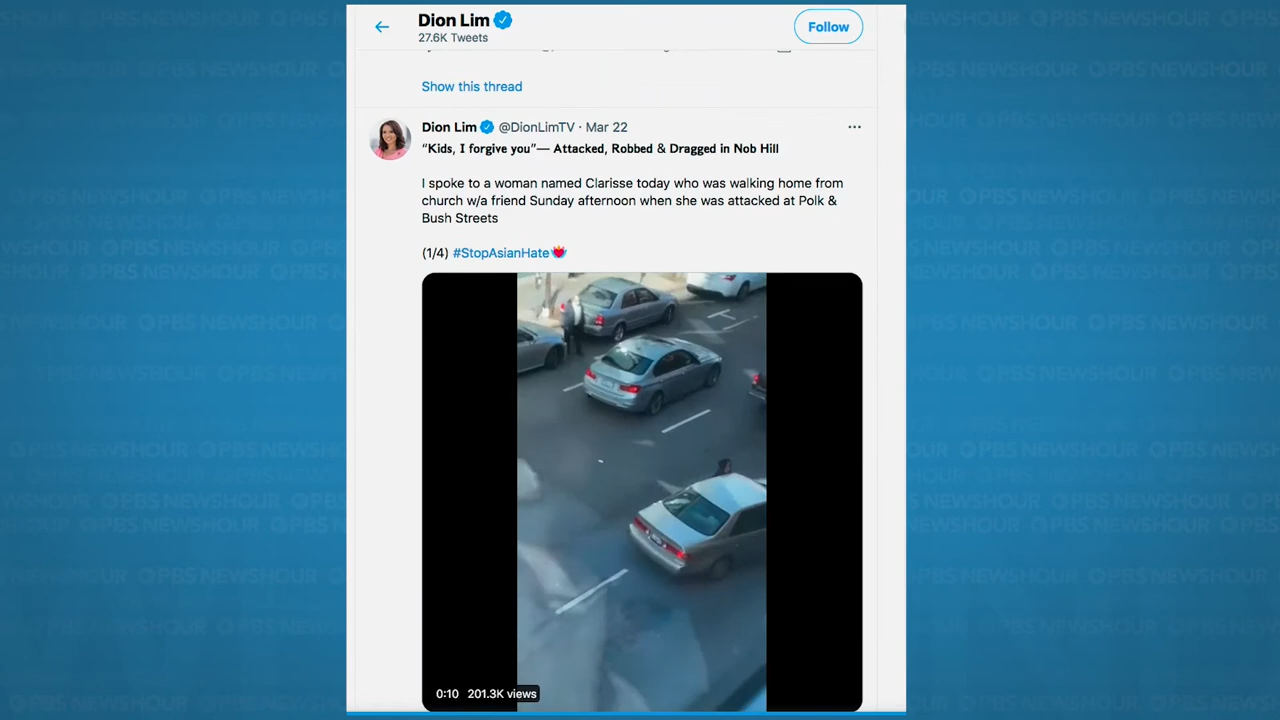 Dion Lim
27.6K Tweets
Follow
Show this thread
Dion Lim @DionLimTV · Mar 22
“Kids, I forgive you”— Attacked, Robbed & Dragged in Nob Hill
I spoke to a woman named Clarisse today who was walking home from
church w/a friend Sunday afternoon when she was attacked at Polk &
Bush Streets
(1/4) #StopAsianHate
0:10 201.3K views
PBS NEWSHOUR